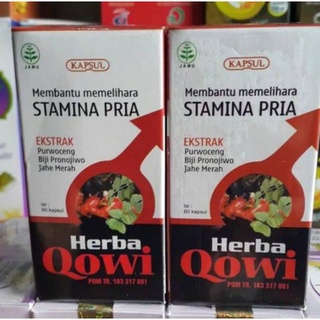 KAPSUL
JAMU
Membantu memelihara
STAMINA PRIA
EKSTRAK
Purwoceng
Biji Pronojiwo
Jahe Merah
Isi :
60 kapsul
Herba
Qowi
POM TR. 183 317 061
KAPSUL
JAMU
Membantu memelihara
STAMINA PRIA
EKSTRAK
Purwoceng
Biji Pronojiwo
Jahe Merah
Isi :
60 kapsul
Herba
Qowi
POM TR. 183 317 061